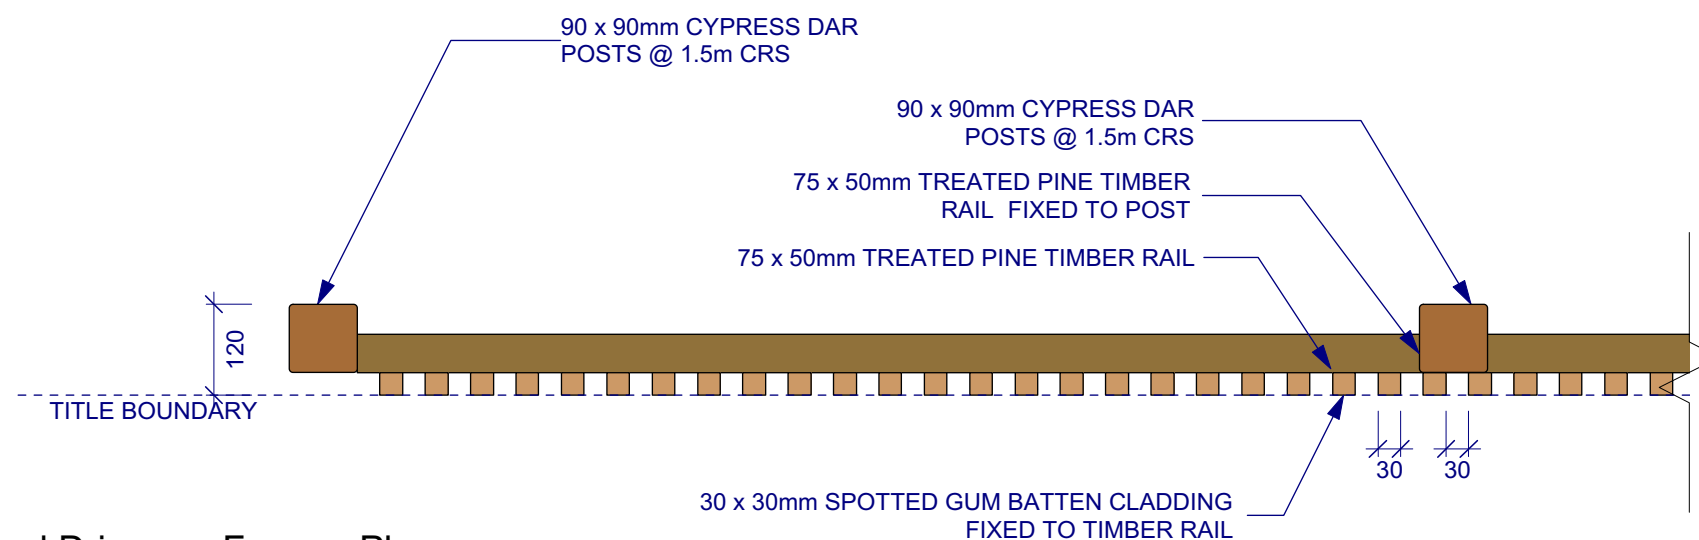 90 x 90mm CYPRESS DAR
POSTS @ 1.5m CRS
90 x 90mm CYPRESS DAR
POSTS @ 1.5m CRS
75 x 50mm TREATED PINE TIMBER
RAIL FIXED TO POST
75 x 50mm TREATED PINE TIMBER RAIL
120
TITLE BOUNDARY
30
30
30 x 30mm SPOTTED GUM BATTEN CLADDING
FIXED TO TIMBER RAIL